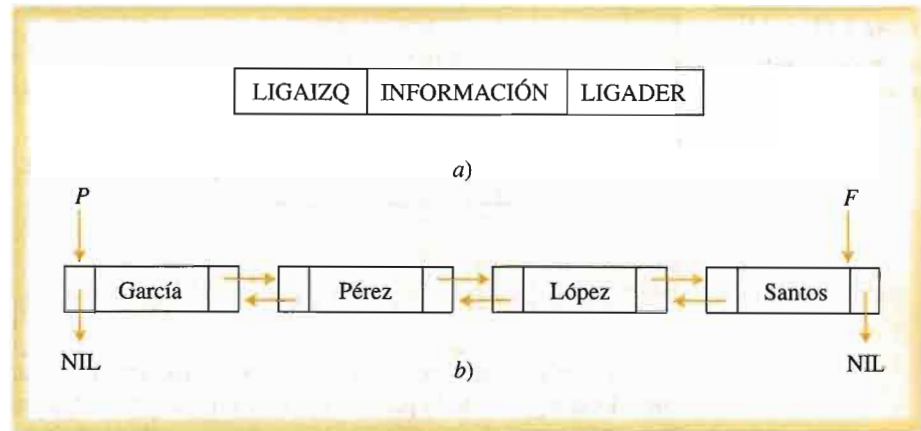 LIGAIZQ INFORMACIÓN LIGADER
a)
P F
García Pérez López Santos
NIL NIL
b)